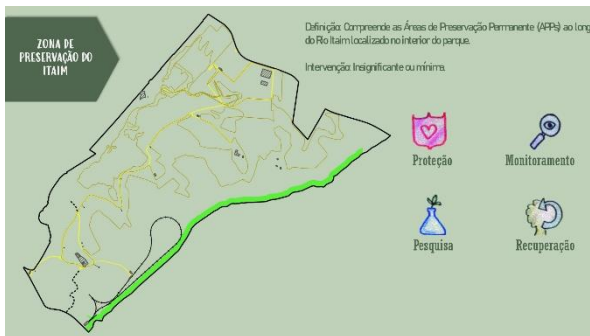 ZONA DE
PRESERVAÇÃO DO
ITAIM
Definição: Compreende as Áreas de Preservação Permanente (APPs) ao long
do Rio Itaim localizado no interior do parque.
Intervenção: Insignificante ou mínima.
Proteção
Monitoramento
Pesquisa
Recuperação